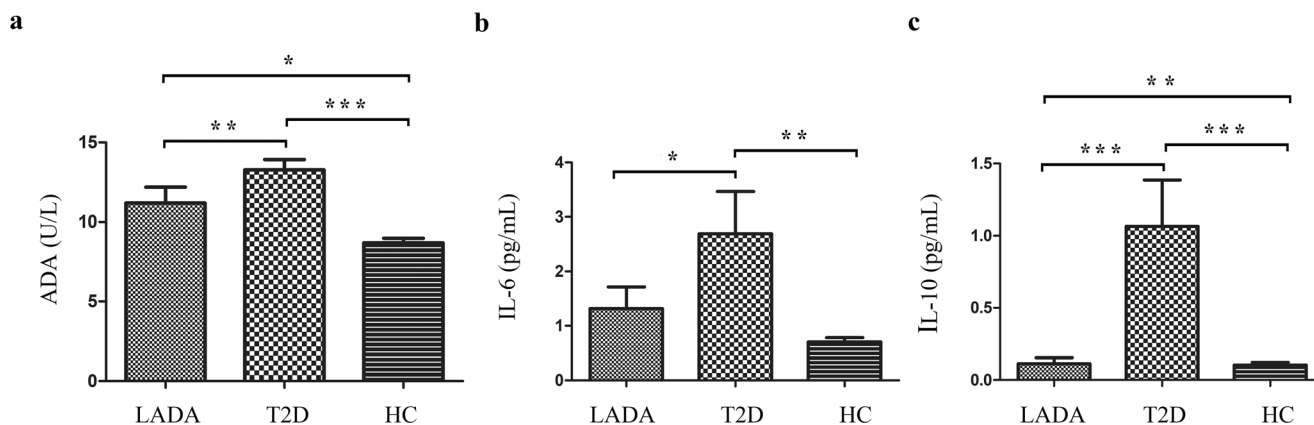 a
*
* * *
* *
15
10
5
0
ADA (U/L)
LADA T2D HC
b
* *
*
4
3
2
1
0
IL-6 (pg/mL)
LADA T2D HC
c
* *
* * *
* * *
1.5
1.0
0.5
0.0
IL-10 (pg/mL)
LADA T2D HC